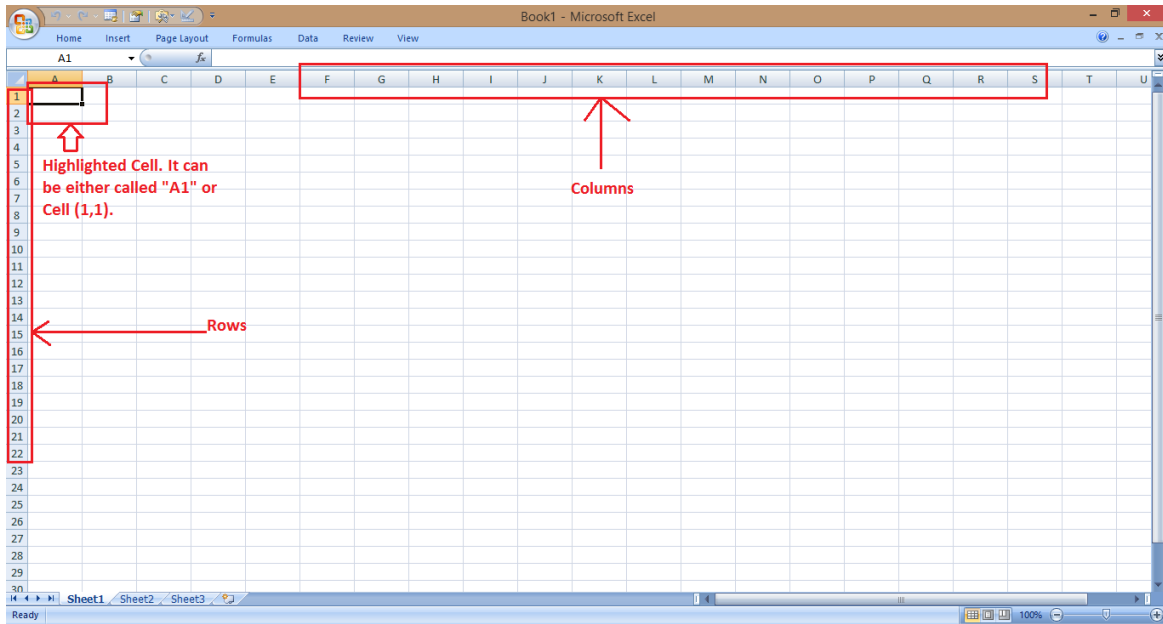 Book1 - Microsoft Excel
Home Insert Page Layout Formulas Data Review View
A1 fx
A B C D E F G H I J K L M N O P Q R S T U
1
2
3
4
5
6
7
8
9
10
11
12
13
14
15
16
17
18
19
20
21
22
23
24
25
26
27
28
29
30
Highlighted Cell. It can
be either called "A1" or
Cell (1,1).
Columns
Rows
Sheet1 Sheet2 Sheet3
Ready 100%